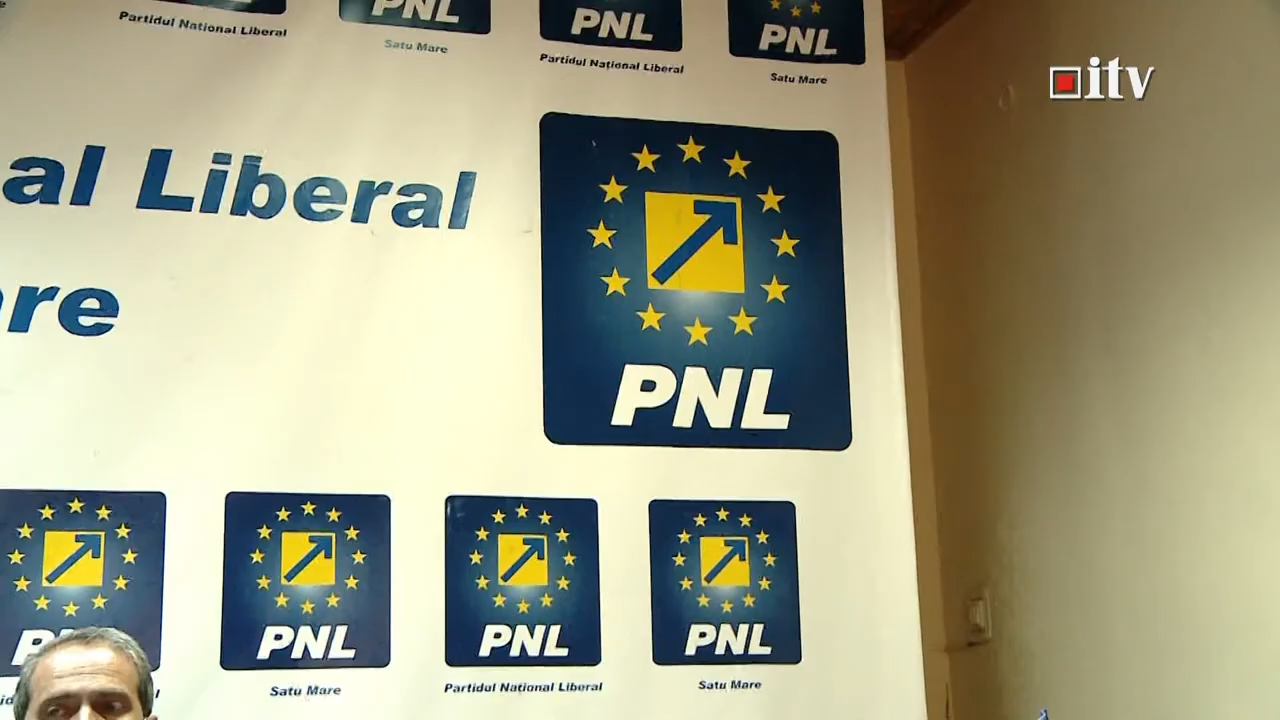 PNL
PNL
PNL
Partidul Național Liberal
Satu Mare
Partidul Național Liberal
Satu Mare
itv
al Liberal
are
PNL
PNL
PNL
PNL
Satu Mare
Partidul Național Liberal
Satu Mare